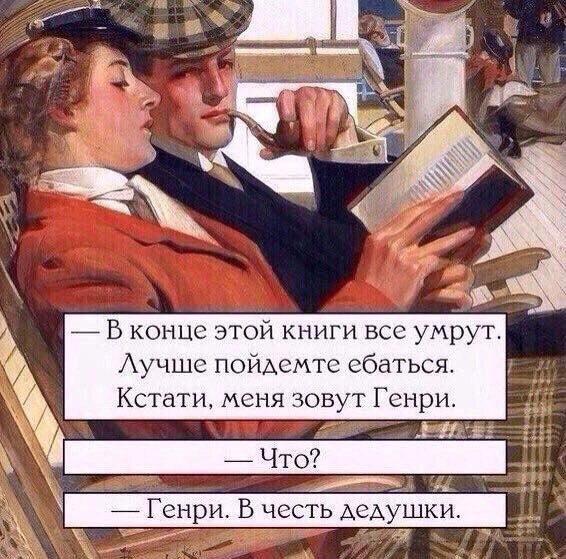 — В конце этой книги все умрут.
Лучше пойдемте ебаться.
Кстати, меня зовут Генри.
— Что?
— Генри. В честь дедушки.